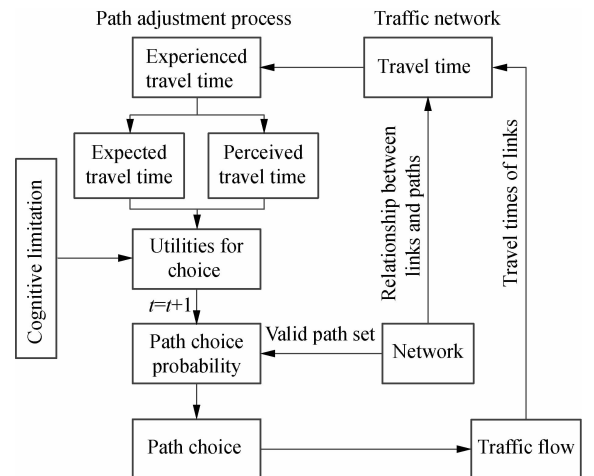 Path adjustment process
Traffic network
Experienced
travel time
Travel time
Expected
travel time
Perceived
travel time
Cognitive limitation
Relationship between
links and paths
Travel times of links
Utilities for
choice
t=t+1
Path choice
probability
Valid path set
Network
Path choice
Traffic flow